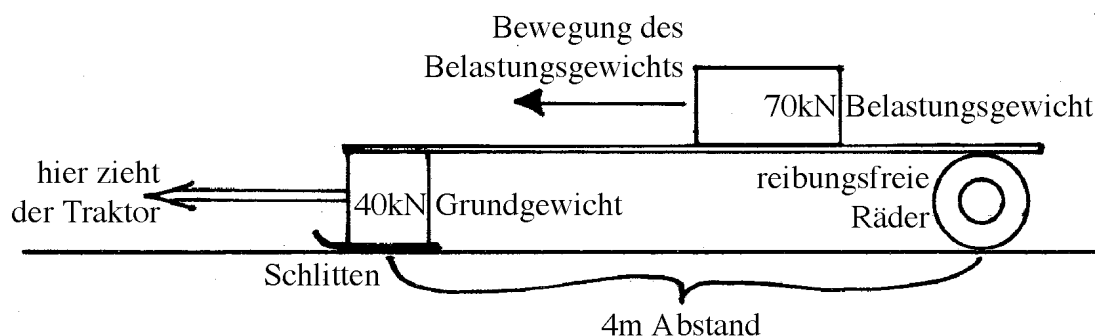 Bewegung des
Belastungsgewichts
70kN Belastungsgewicht
hier zieht
der Traktor
40kN Grundgewicht
reibungsfreie
Räder
Schlitten
4m Abstand